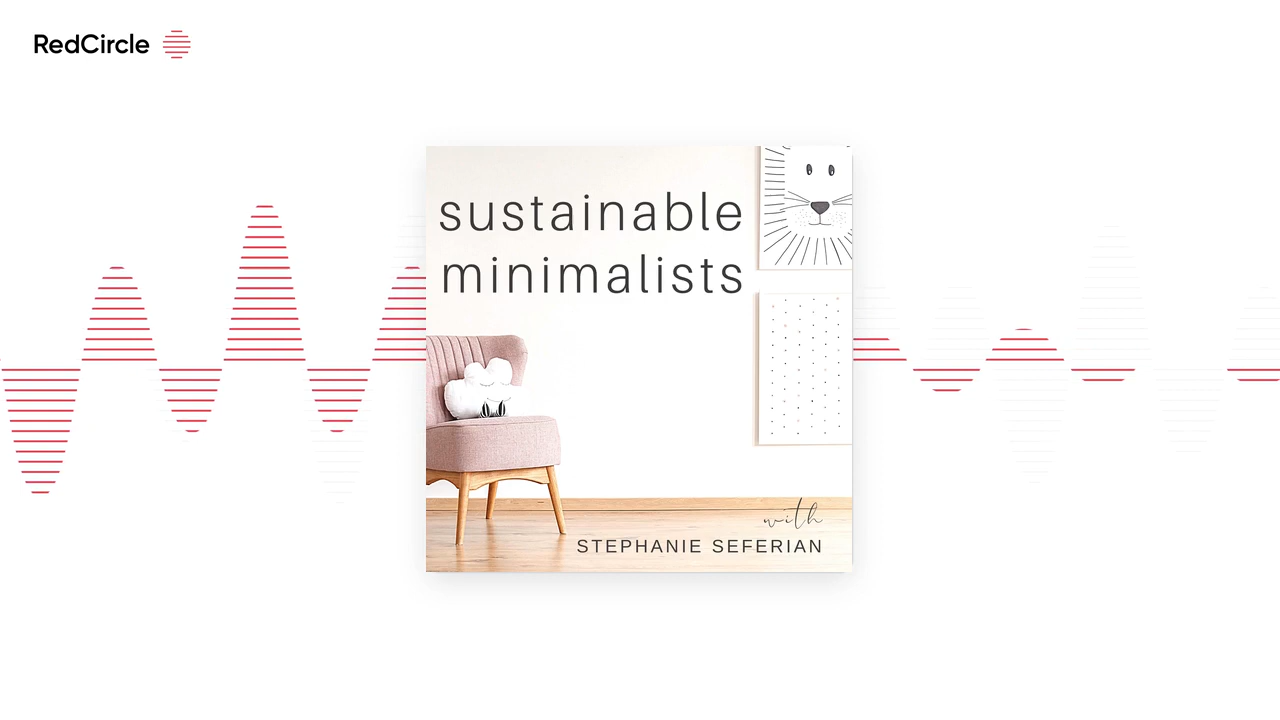 RedCircle
sustainable
minimalists
with
STEPHANIE SEFERIAN